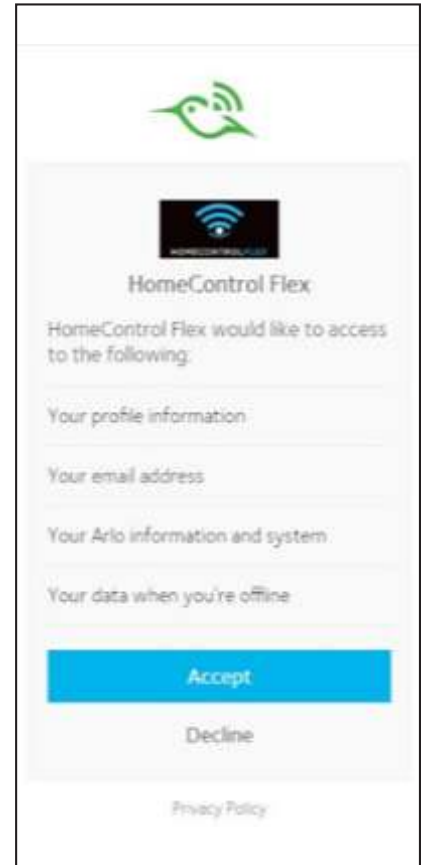 HOMECONTROLFLEX
HomeControl Flex
HomeControl Flex would like to access
to the following:
Your profile information
Your email address
Your Arlo information and system
Your data when you're offline
Accept
Decline
Privacy Policy